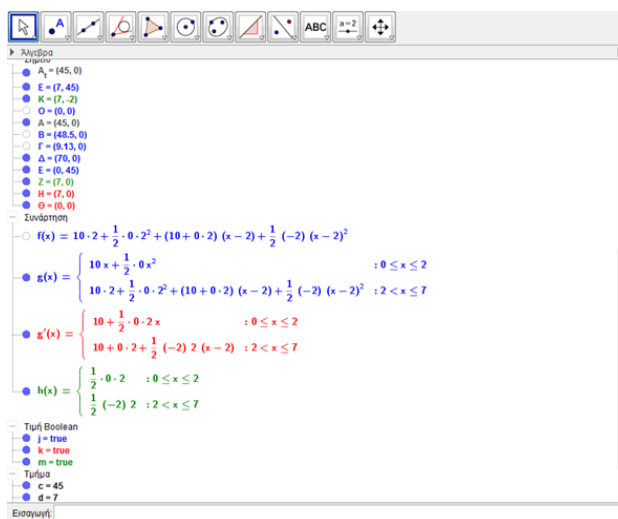 ABC
a=2
Άλγεβρα
Σημείο
A₁ = (45, 0)
E = (7, 45)
K = (7, -2)
O = (0, 0)
A = (45, 0)
B = (48.5, 0)
Γ = (9.13, 0)
Δ = (70, 0)
E = (0, 45)
Z = (7, 0)
H = (7, 0)
Θ = (0, 0)
Συνάρτηση
f(x) = 10 · 2 + 1/2 · 0 · 2² + (10 + 0 · 2) (x − 2) + 1/2 (−2) (x − 2)²
g(x) = { 10 x + 1/2 · 0 x² : 0 ≤ x ≤ 2
10 · 2 + 1/2 · 0 · 2² + (10 + 0 · 2) (x − 2) + 1/2 (−2) (x − 2)² : 2 < x ≤ 7
g'(x) = { 10 + 1/2 · 0 · 2 x : 0 ≤ x ≤ 2
10 + 0 · 2 + 1/2 (−2) 2 (x − 2) : 2 < x ≤ 7
h(x) = { 1/2 · 0 · 2 : 0 ≤ x ≤ 2
1/2 (−2) 2 : 2 < x ≤ 7
Τιμή Boolean
j = true
k = true
m = true
Τμήμα
c = 45
d = 7
Εισαγωγή: